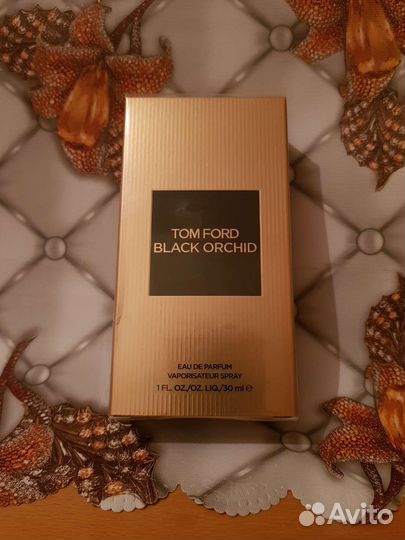 TOM FORD
BLACK ORCHID
EAU DE PARFUM
VAPORISATEUR SPRAY
1 FL. OZ./OZ. LIQ./30 ml ℮
Avito